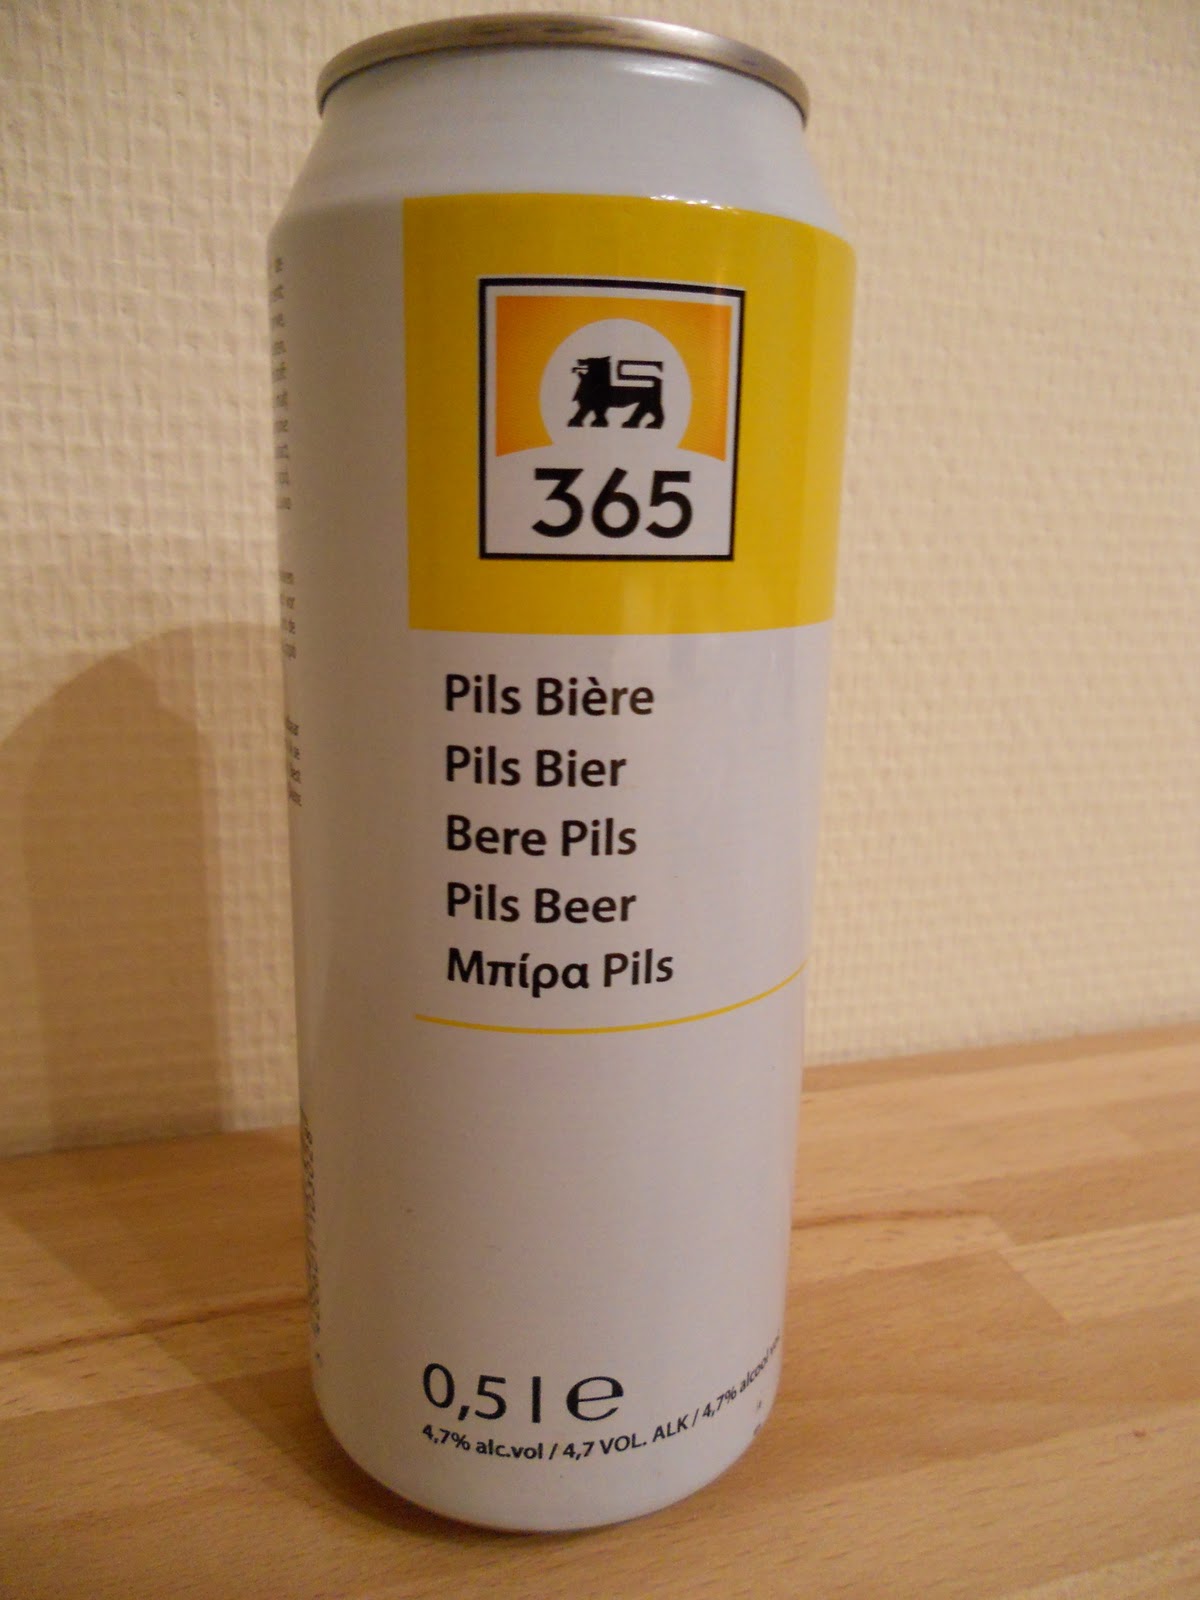 365
Pils Bière
Pils Bier
Bere Pils
Pils Beer
Μπίρα Pils
0,5 l e
4,7% alc.vol / 4,7 VOL. ALK / 4,7% alcool